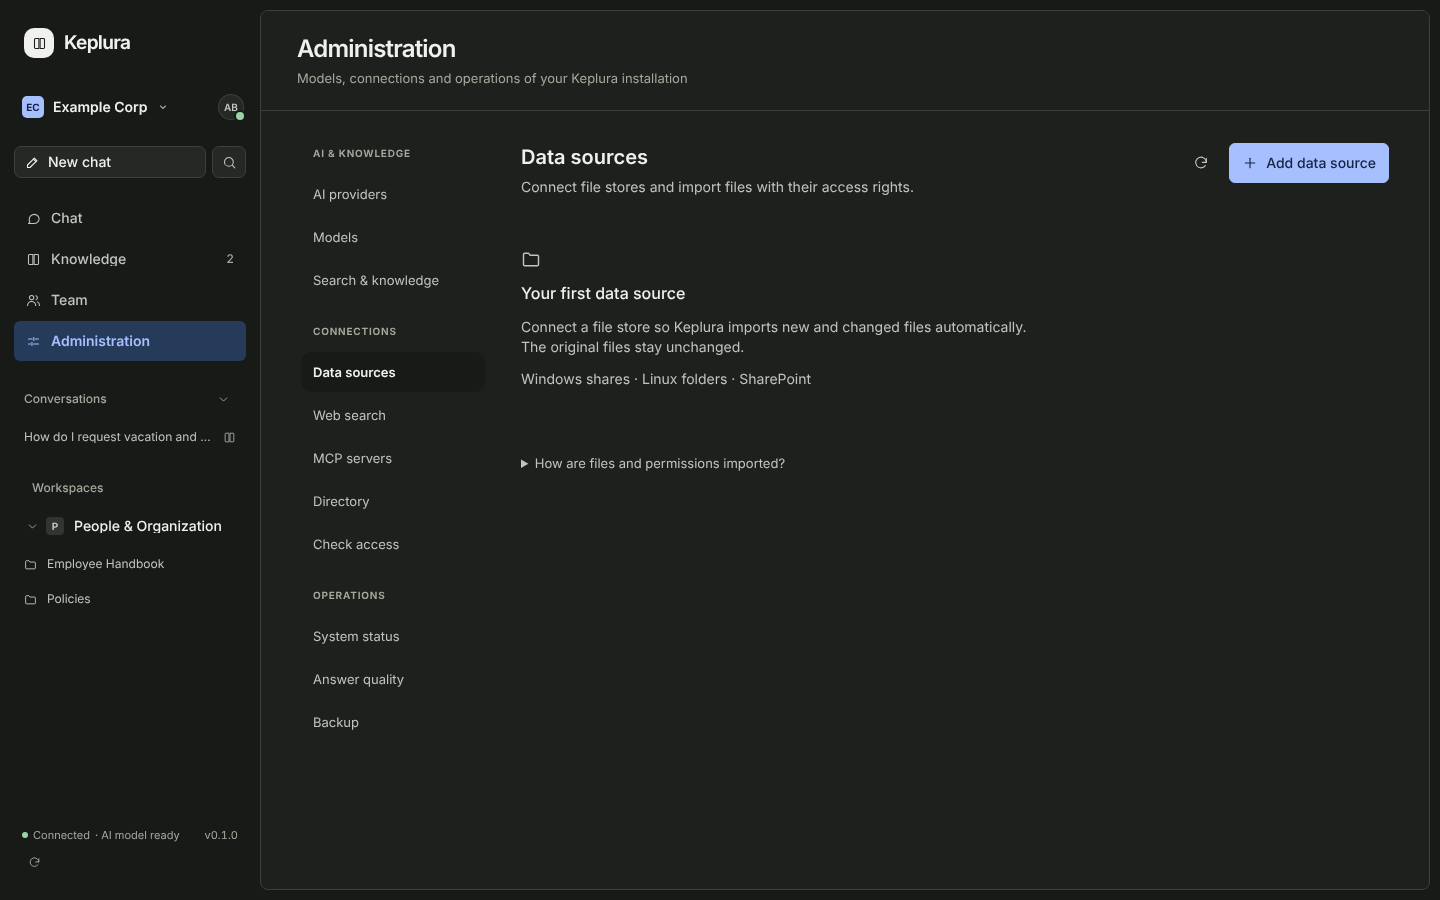 Keplura
EC Example Corp
AB
New chat
Chat
Knowledge 2
Team
Administration
Conversations
How do I request vacation and ...
Workspaces
P People & Organization
Employee Handbook
Policies
Connected · AI model ready v0.1.0
Administration
Models, connections and operations of your Keplura installation
AI & KNOWLEDGE
AI providers
Models
Search & knowledge
CONNECTIONS
Data sources
Web search
MCP servers
Directory
Check access
OPERATIONS
System status
Answer quality
Backup
Data sources
Connect file stores and import files with their access rights.
Add data source
Your first data source
Connect a file store so Keplura imports new and changed files automatically.
The original files stay unchanged.
Windows shares · Linux folders · SharePoint
How are files and permissions imported?